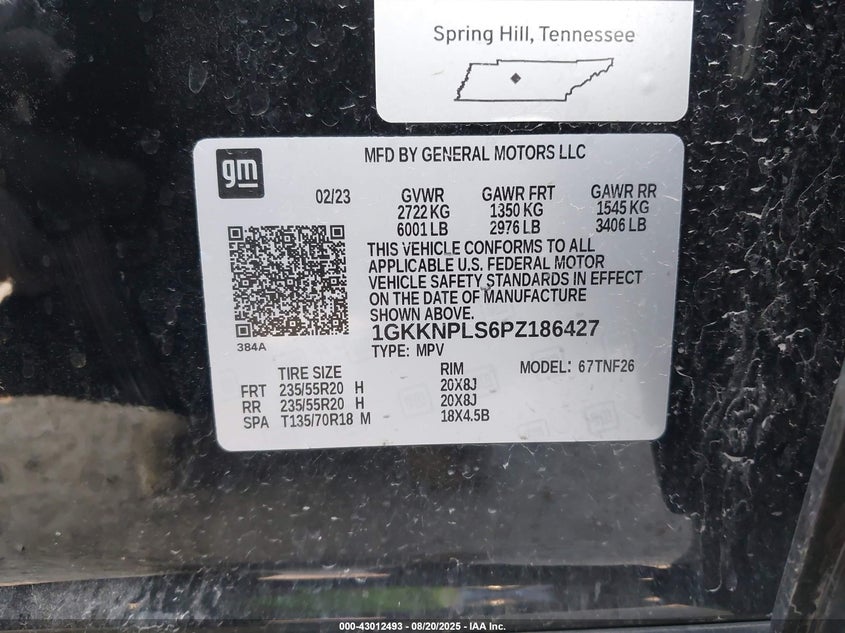 Spring Hill, Tennessee
gm
MFD BY GENERAL MOTORS LLC
02/23 GVWR GAWR FRT GAWR RR
2722 KG 1350 KG 1545 KG
6001 LB 2976 LB 3406 LB
THIS VEHICLE CONFORMS TO ALL
APPLICABLE U.S. FEDERAL MOTOR
VEHICLE SAFETY STANDARDS IN EFFECT
ON THE DATE OF MANUFACTURE
SHOWN ABOVE.
1GKKNPLS6PZ186427
384A
TYPE: MPV
TIRE SIZE RIM MODEL: 67TNF26
FRT 235/55R20 H 20X8J
RR 235/55R20 H 20X8J
SPA T135/70R18 M 18X4.5B
000-43012493 - 08/20/2025 - IAA Inc.